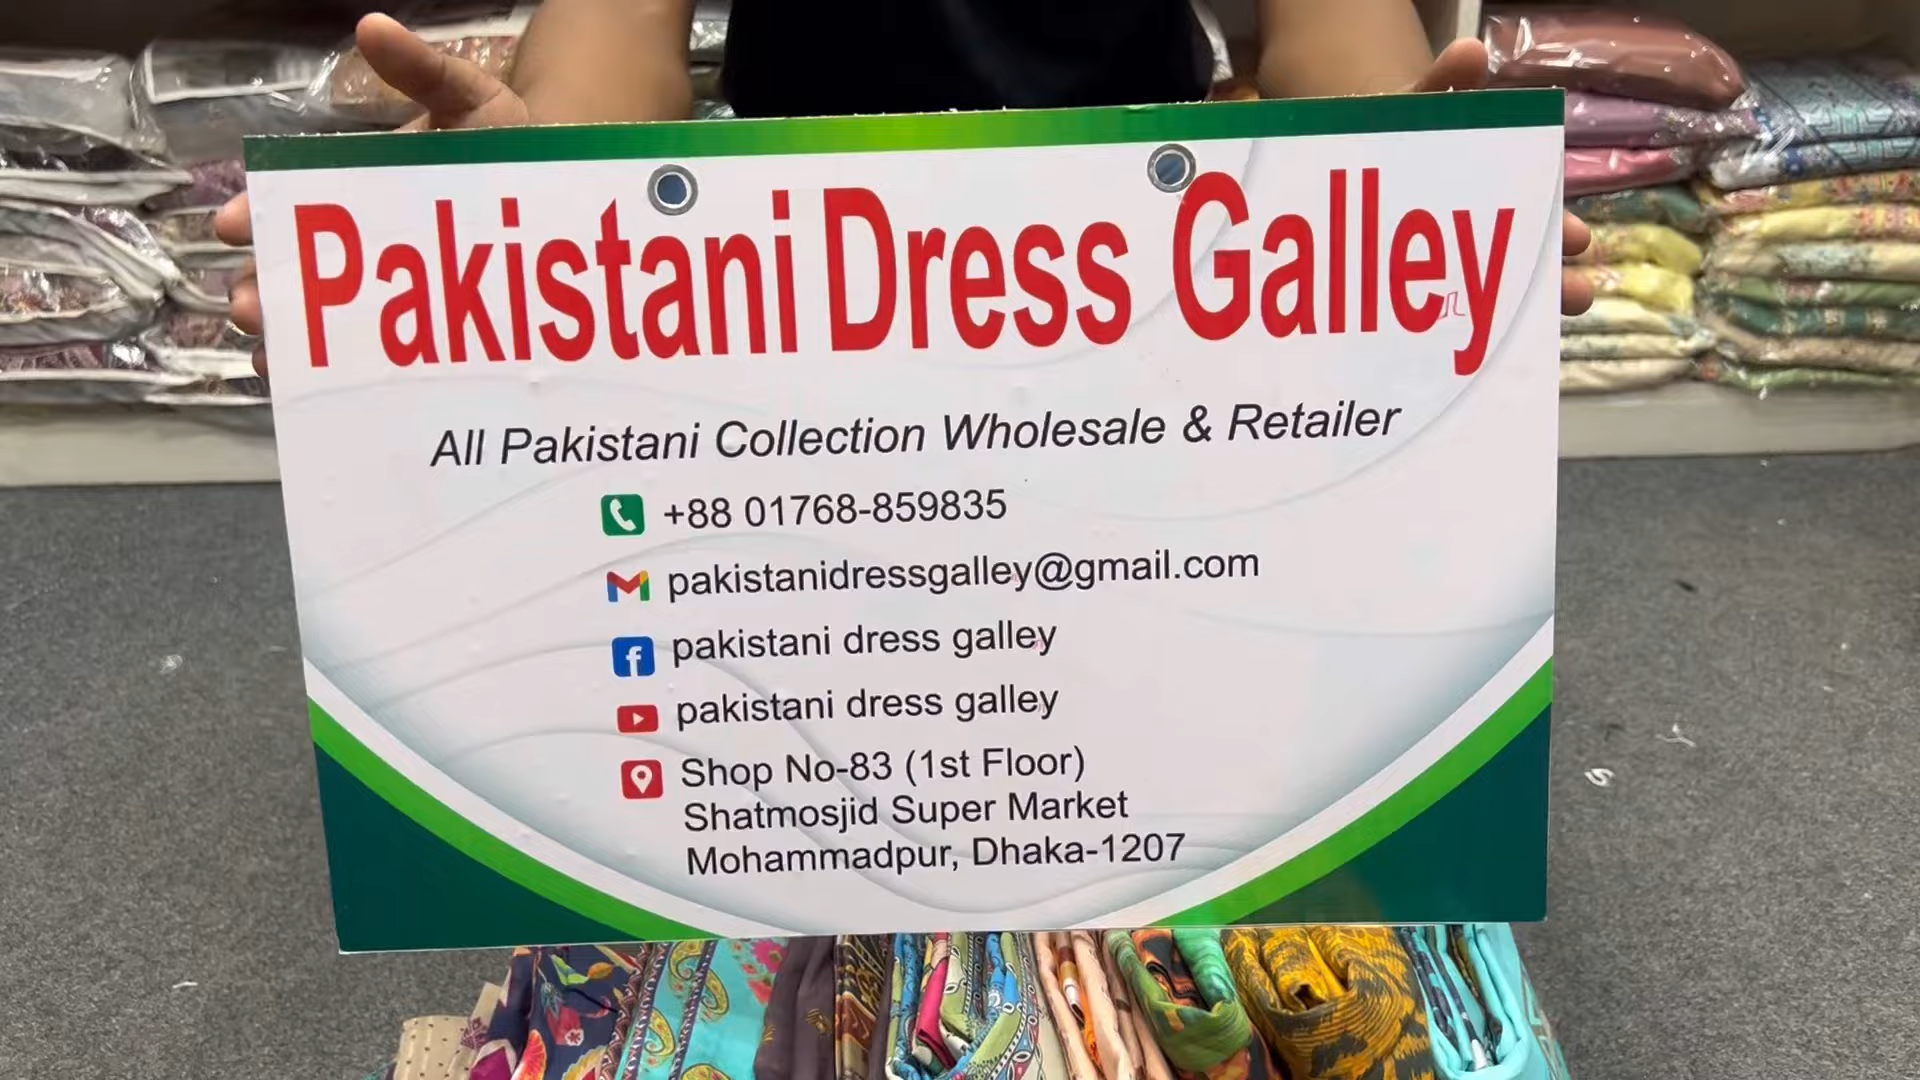 Pakistani Dress Galley
All Pakistani Collection Wholesale & Retailer
+88 01768-859835
pakistanidressgalley@gmail.com
pakistani dress galley
pakistani dress galley
Shop No-83 (1st Floor)
Shatmosjid Super Market
Mohammadpur, Dhaka-1207